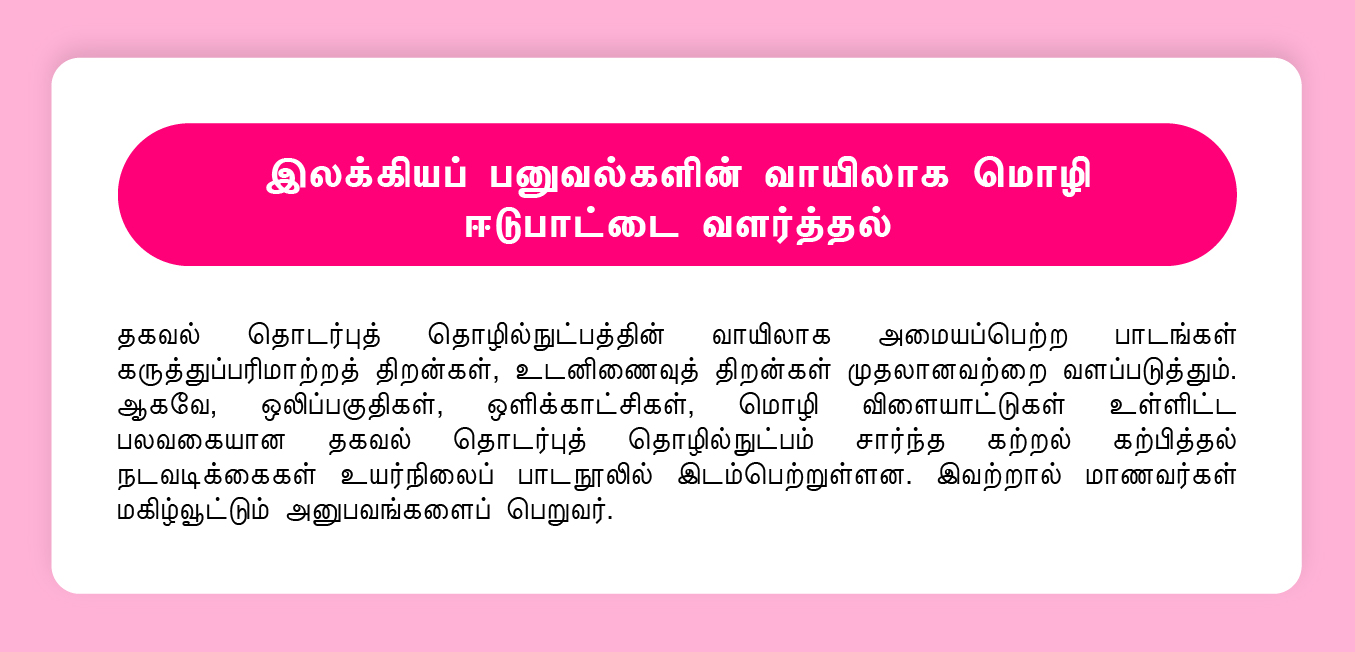 இலக்கியப் பனுவல்களின் வாயிலாக மொழி
ஈடுபாட்டை வளர்த்தல்
தகவல் தொடர்புத் தொழில்நுட்பத்தின் வாயிலாக அமையப்பெற்ற பாடங்கள்
கருத்துப்பரிமாற்றத் திறன்கள், உடனிணைவுத் திறன்கள் முதலானவற்றை வளப்படுத்தும்.
ஆகவே, ஒலிப்பகுதிகள், ஒளிக்காட்சிகள், மொழி விளையாட்டுகள் உள்ளிட்ட
பலவகையான தகவல் தொடர்புத் தொழில்நுட்பம் சார்ந்த கற்றல் கற்பித்தல்
நடவடிக்கைகள் உயர்நிலைப் பாடநூலில் இடம்பெற்றுள்ளன. இவற்றால் மாணவர்கள்
மகிழ்வூட்டும் அனுபவங்களைப் பெறுவர்.